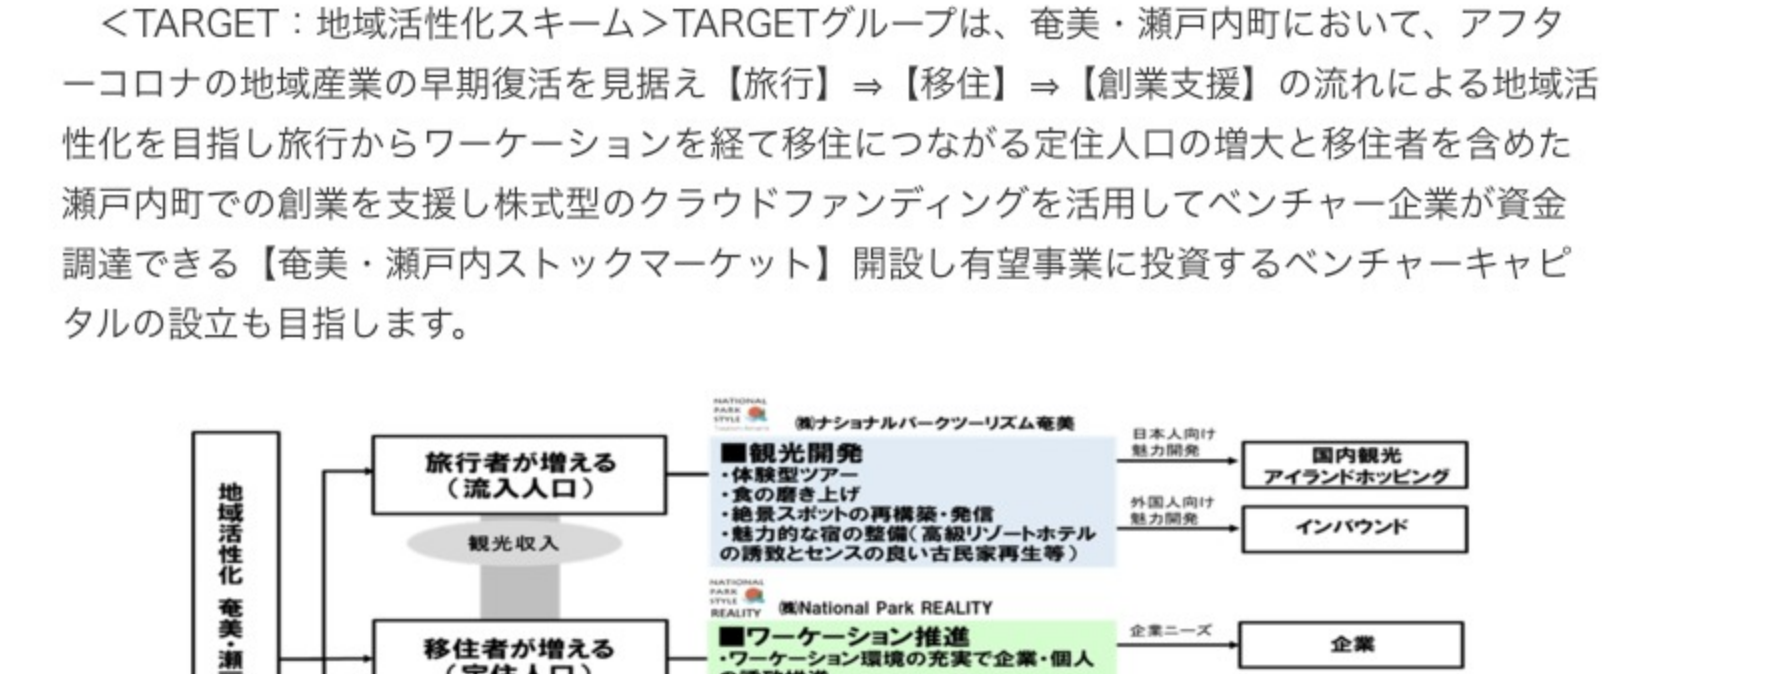 ＜TARGET：地域活性化スキーム＞TARGETグループは、奄美・瀬戸内町において、アフタ
ーコロナの地域産業の早期復活を見据え【旅行】⇒【移住】⇒【創業支援】の流れによる地域活
性化を目指し旅行からワーケーションを経て移住につながる定住人口の増大と移住者を含めた
瀬戸内町での創業を支援し株式型のクラウドファンディングを活用してベンチャー企業が資金
調達できる【奄美・瀬戸内ストックマーケット】開設し有望事業に投資するベンチャーキャピ
タルの設立も目指します。
地域活性化 奄美・瀬
旅行者が増える
（流入人口）
観光収入
移住者が増える
（定住人口）
NATIONAL
PARK
STYLE
㈱ナショナルパークツーリズム奄美
■観光開発
・体験型ツアー
・食の磨き上げ
・絶景スポットの再構築・発信
・魅力的な宿の整備（高級リゾートホテル
の誘致とセンスの良い古民家再生等）
日本人向け
魅力開発
国内観光
アイランドホッピング
外国人向け
魅力開発
インバウンド
NATIONAL
PARK
STYLE
REALITY
㈱National Park REALITY
■ワーケーション推進
・ワーケーション環境の充実で企業・個人
企業ニーズ
企業